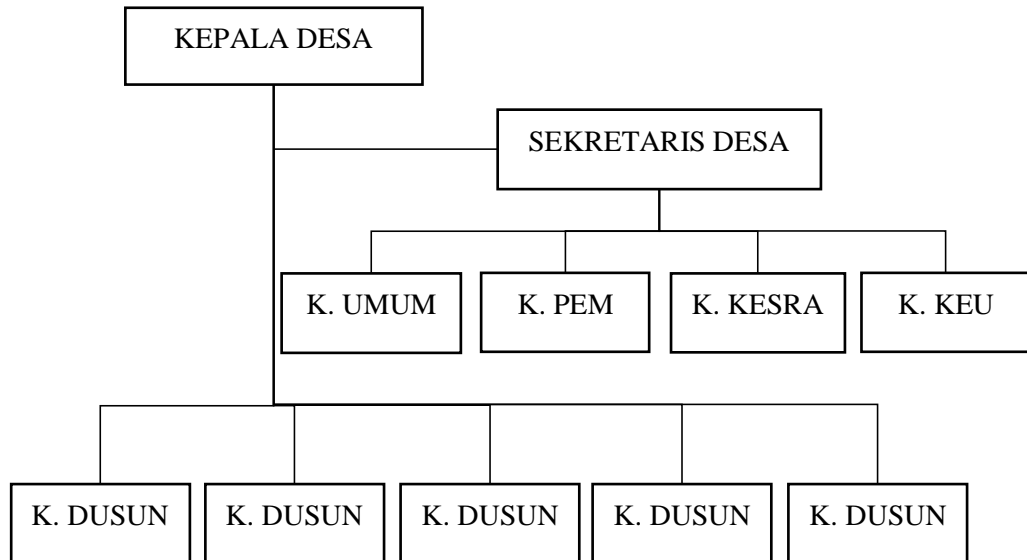 KEPALA DESA
SEKRETARIS DESA
K. UMUM
K. PEM
K. KESRA
K. KEU
K. DUSUN
K. DUSUN
K. DUSUN
K. DUSUN
K. DUSUN